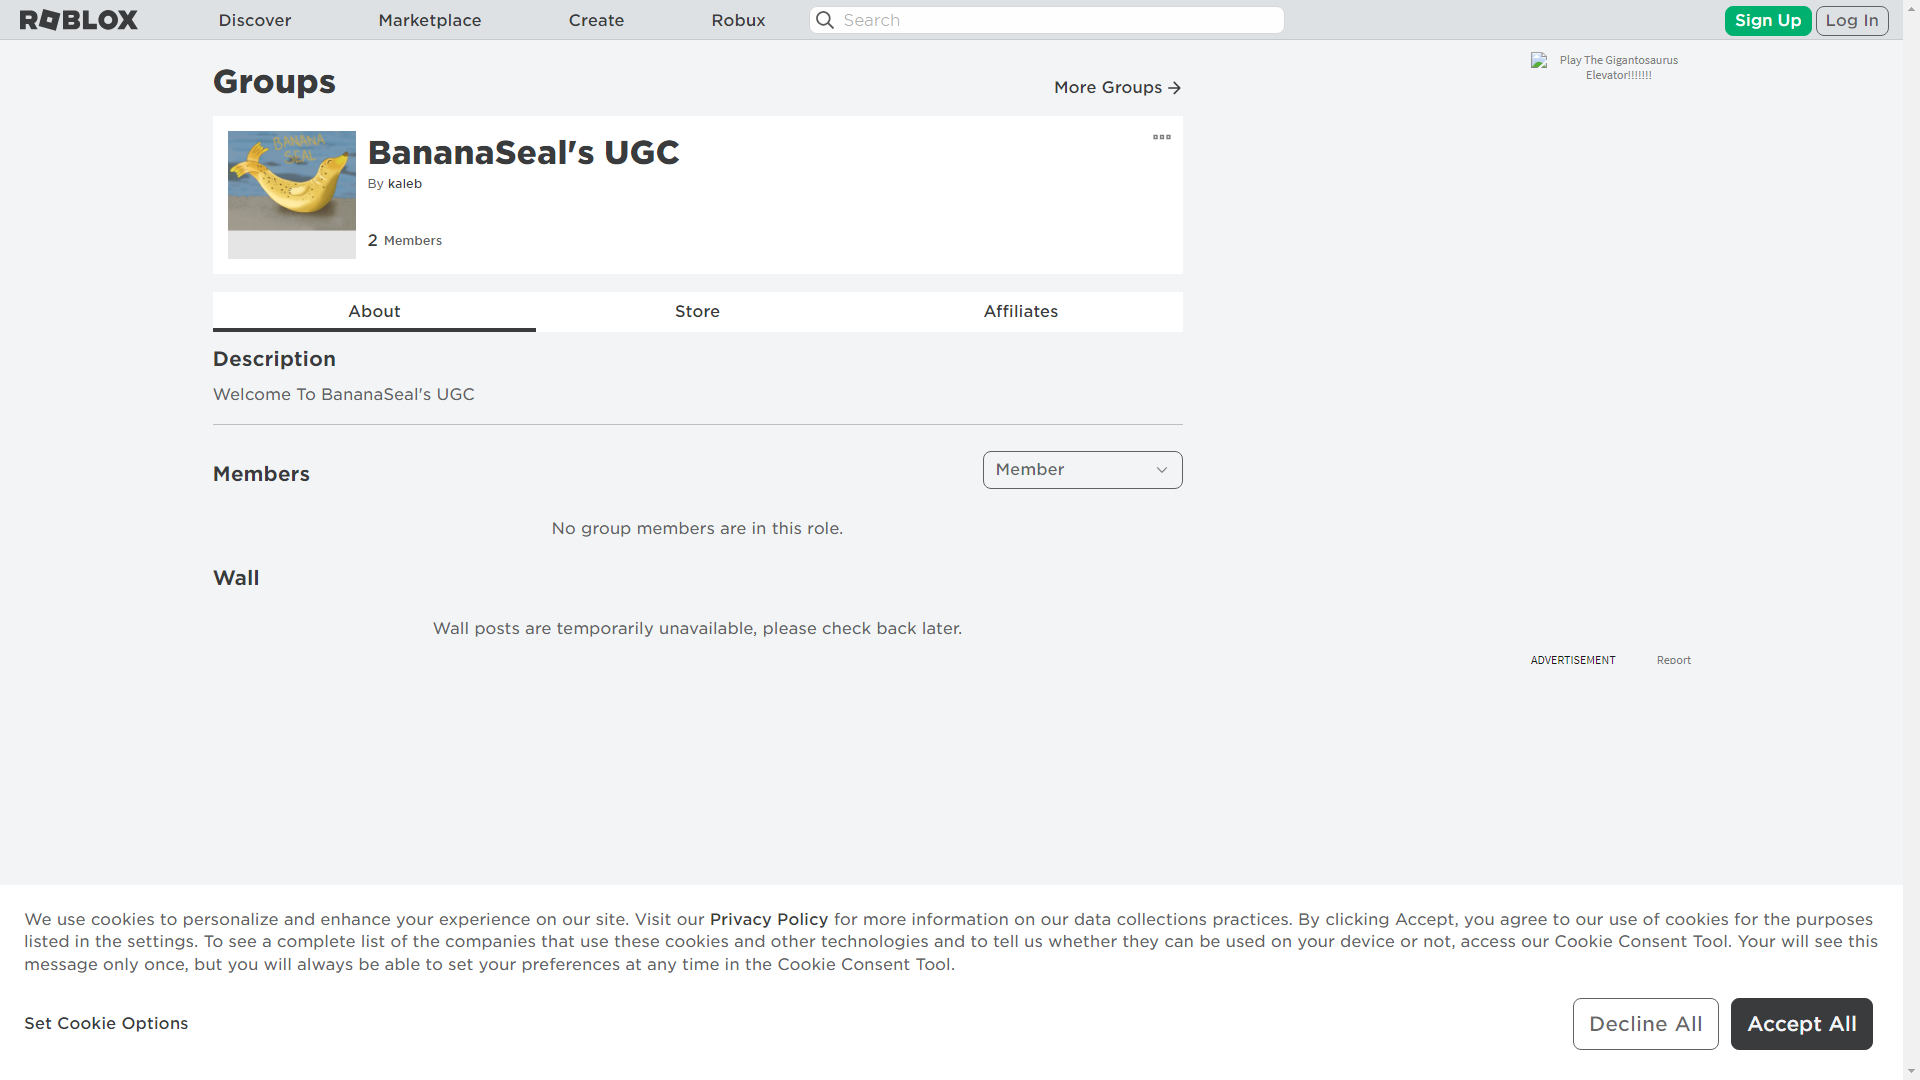 ROBLOX
Discover
Marketplace
Create
Robux
Search
Sign Up
Log In
Groups
More Groups
Play The Gigantosaurus
Elevator!!!!!!!
BANANA
SEAL
BananaSeal's UGC
By kaleb
2 Members
About
Store
Affiliates
Description
Welcome To BananaSeal's UGC
Members
Member
No group members are in this role.
Wall
Wall posts are temporarily unavailable, please check back later.
ADVERTISEMENT
Report
We use cookies to personalize and enhance your experience on our site. Visit our Privacy Policy for more information on our data collections practices. By clicking Accept, you agree to our use of cookies for the purposes
listed in the settings. To see a complete list of the companies that use these cookies and other technologies and to tell us whether they can be used on your device or not, access our Cookie Consent Tool. Your will see this
message only once, but you will always be able to set your preferences at any time in the Cookie Consent Tool.
Set Cookie Options
Decline All
Accept All